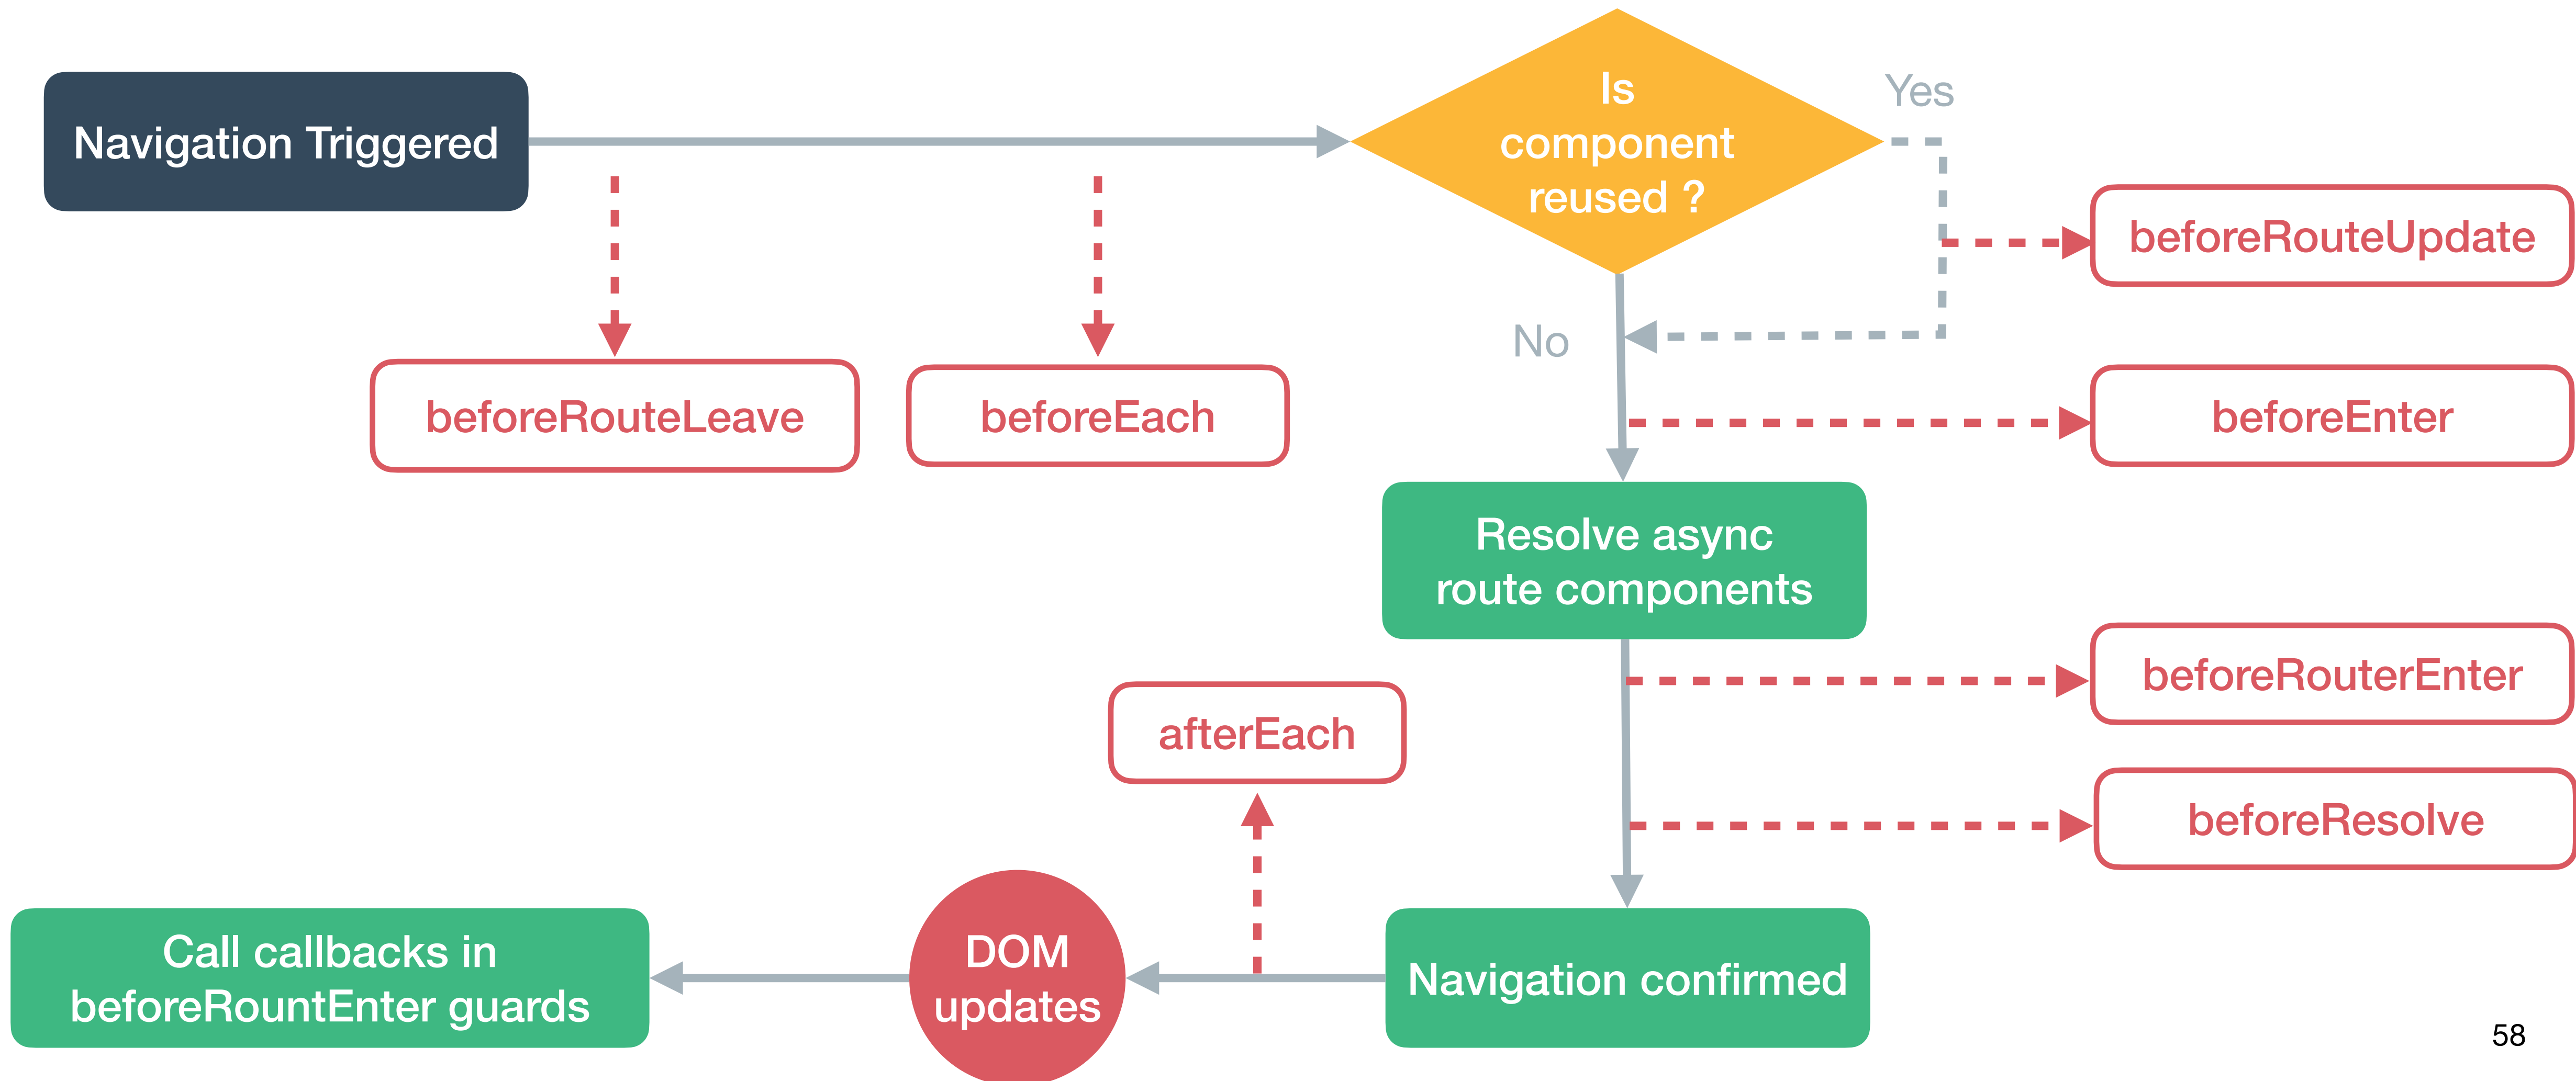 Navigation Triggered
Is
component
reused ?
Yes
beforeRouteUpdate
No
beforeRouteLeave
beforeEach
beforeEnter
Resolve async
route components
beforeRouterEnter
afterEach
beforeResolve
Call callbacks in
beforeRountEnter guards
DOM
updates
Navigation confirmed
58